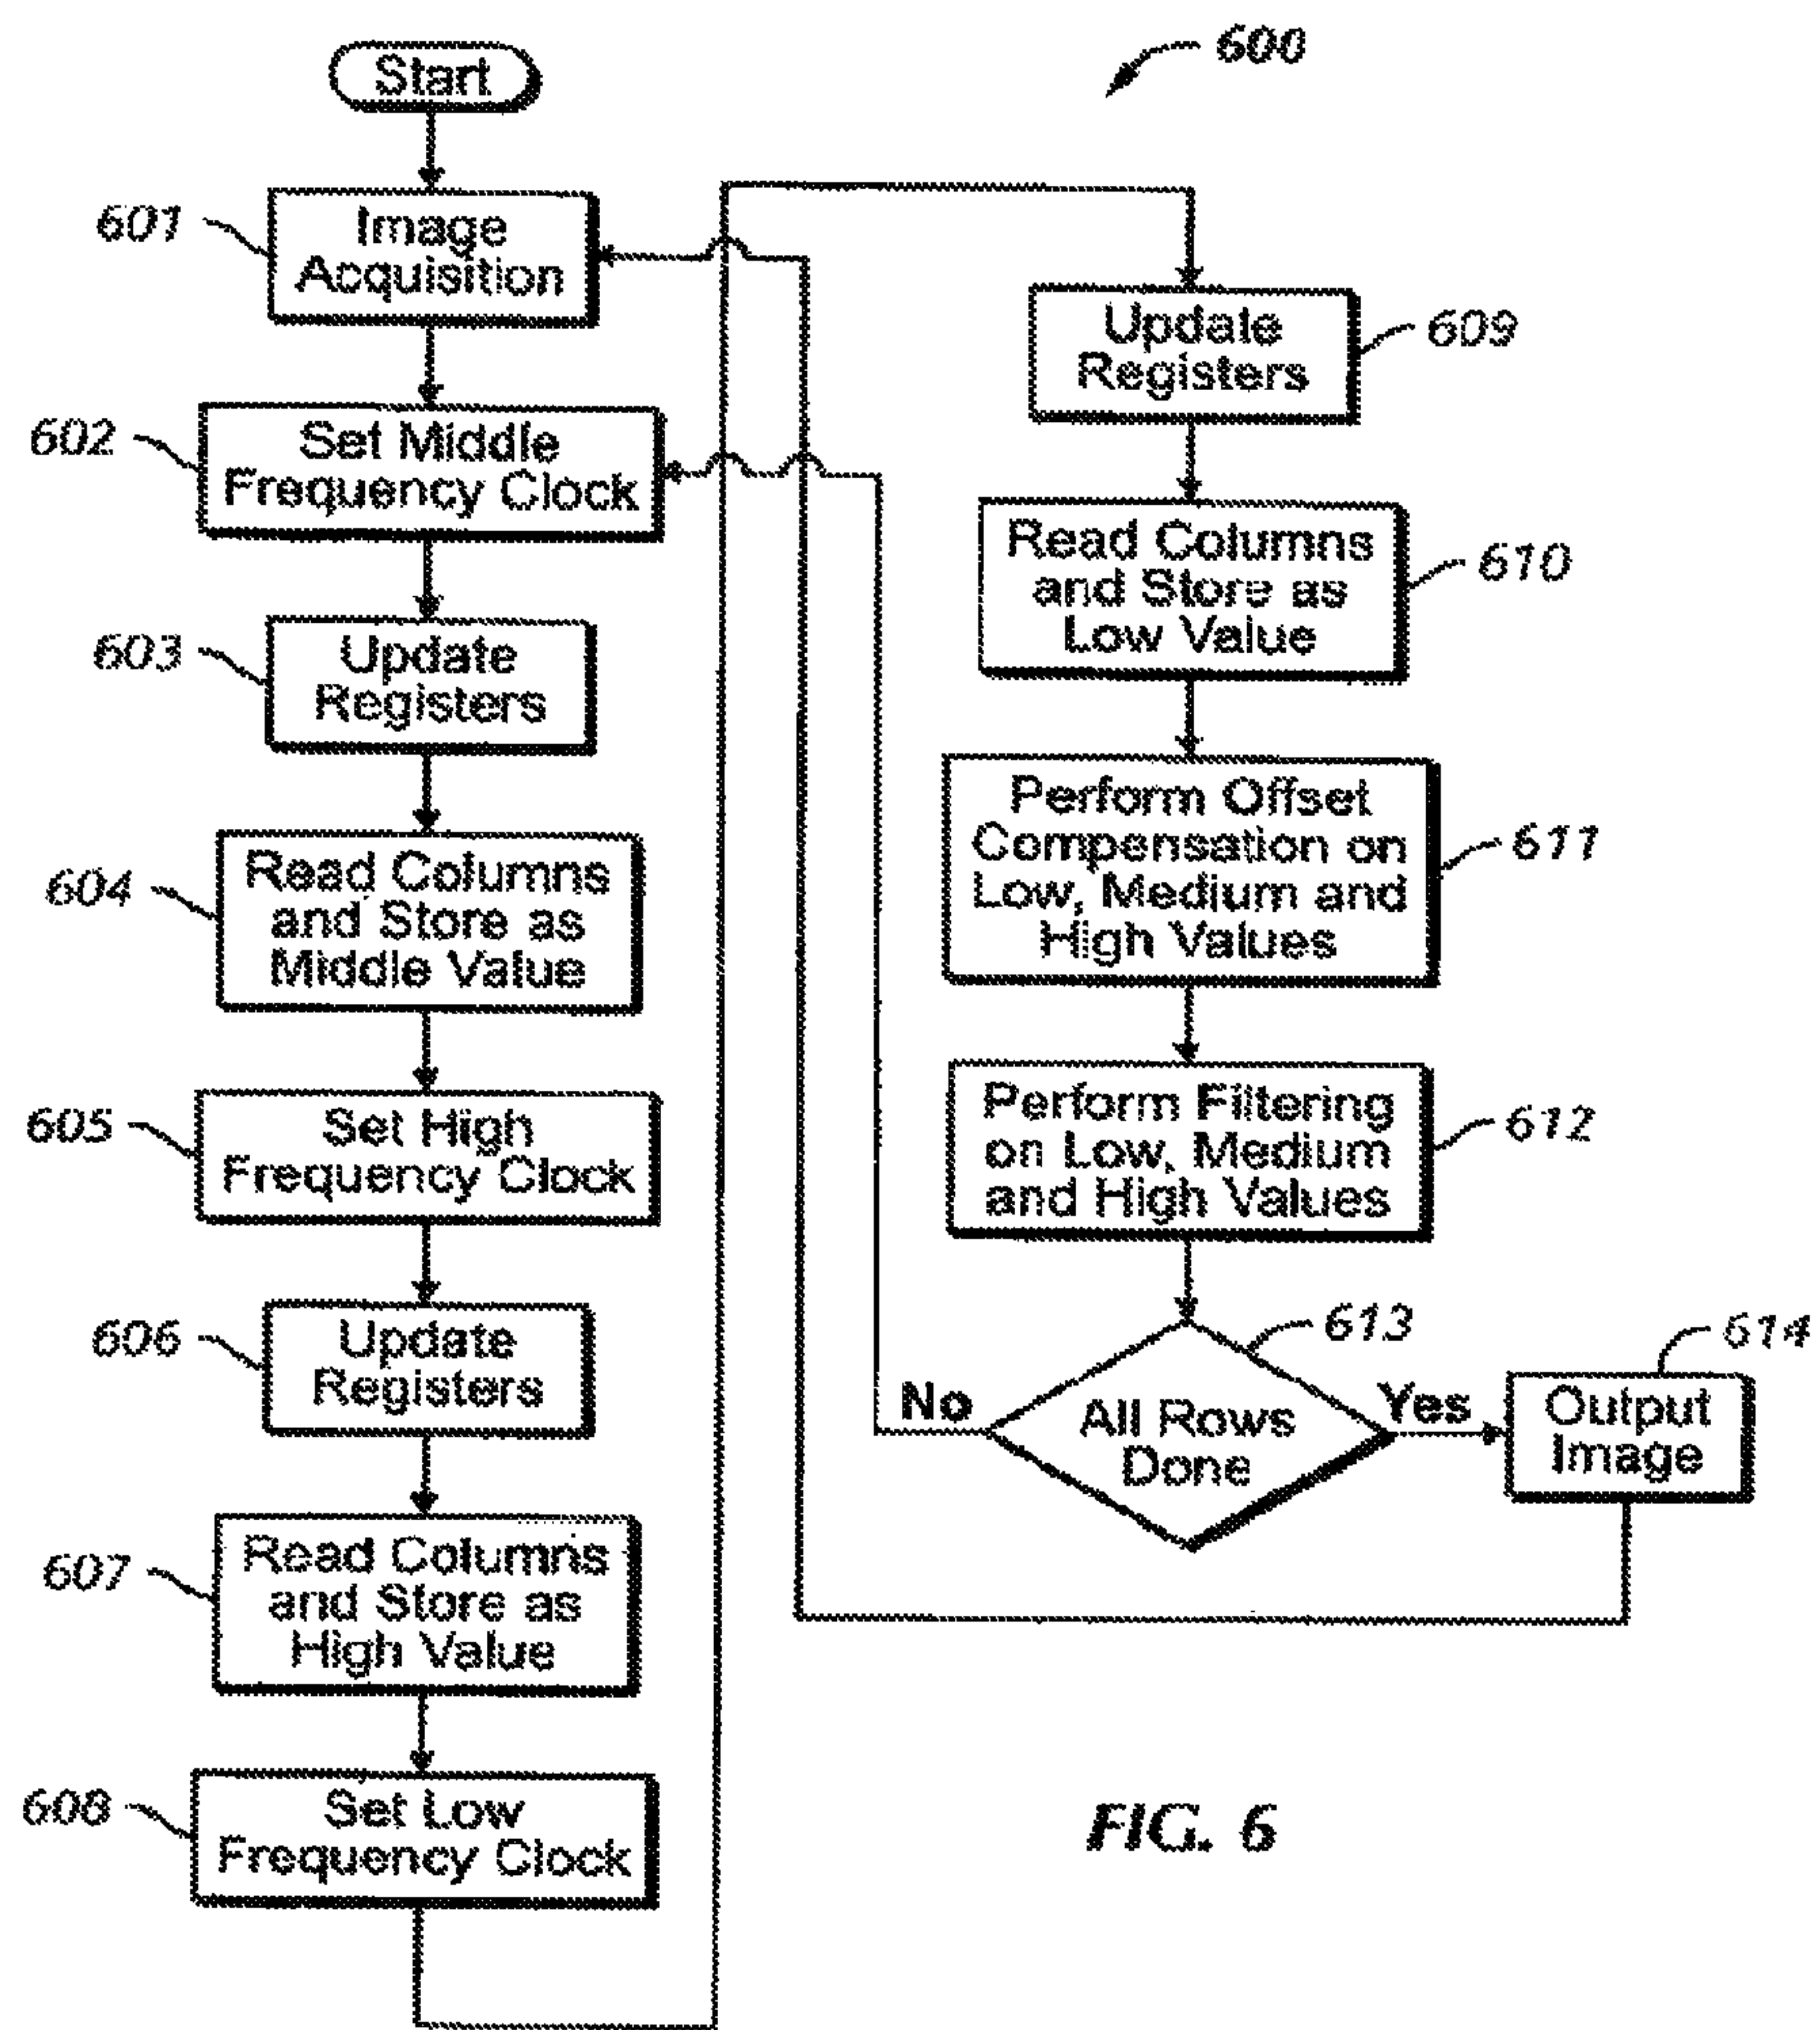 600
Start
601
Image
Acquisition
602
Set Middle
Frequency Clock
603
Update
Registers
604
Read Columns
and Store as
Middle Value
605
Set High
Frequency Clock
606
Update
Registers
607
Read Columns
and Store as
High Value
608
Set Low
Frequency Clock
Update
Registers
609
Read Columns
and Store as
Low Value
610
Perform Offset
Compensation on
Low, Medium and
High Values
611
Perform Filtering
on Low, Medium
and High Values
612
613
All Rows
Done
No
Yes
614
Output
Image
FIG. 6